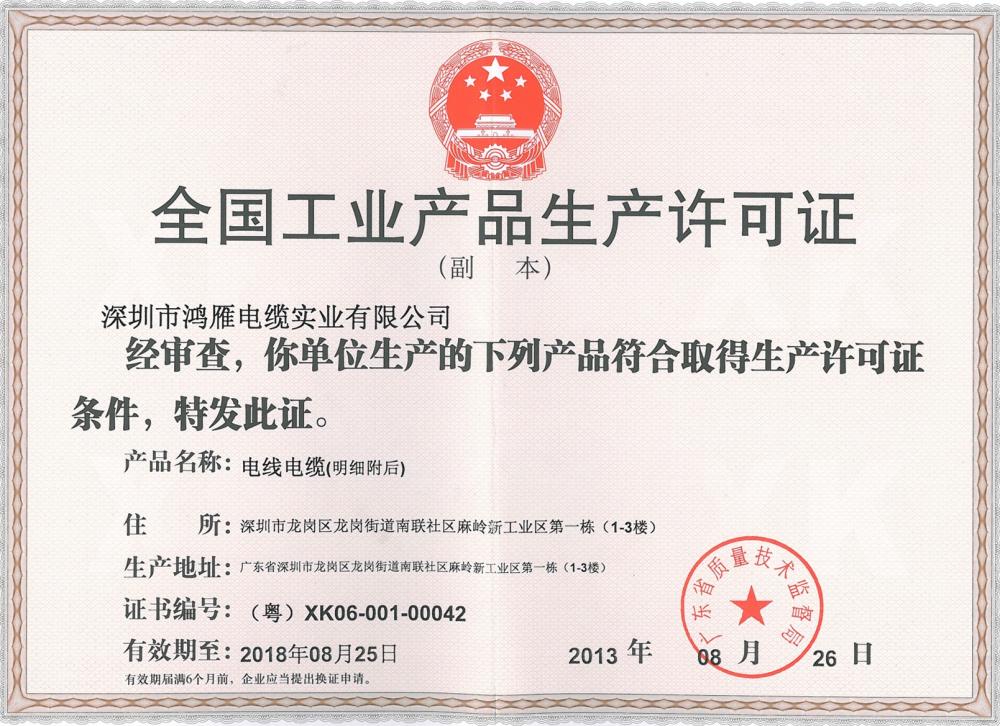 全国工业产品生产许可证
（副 本）
深圳市鸿雁电缆实业有限公司
经审查，你单位生产的下列产品符合取得生产许可证
条件，特发此证。
产品名称：电线电缆(明细附后)
住 所：深圳市龙岗区龙岗街道南联社区麻岭新工业区第一栋（1-3楼）
生产地址：广东省深圳市龙岗区龙岗街道南联社区麻岭新工业区第一栋（1-3楼）
证书编号：（粤）XK06-001-00042
有效期至：2018年08月25日
有效期届满6个月前，企业应当提出换证申请。
广东省质量技术监督局
2013 年 08 月 26 日